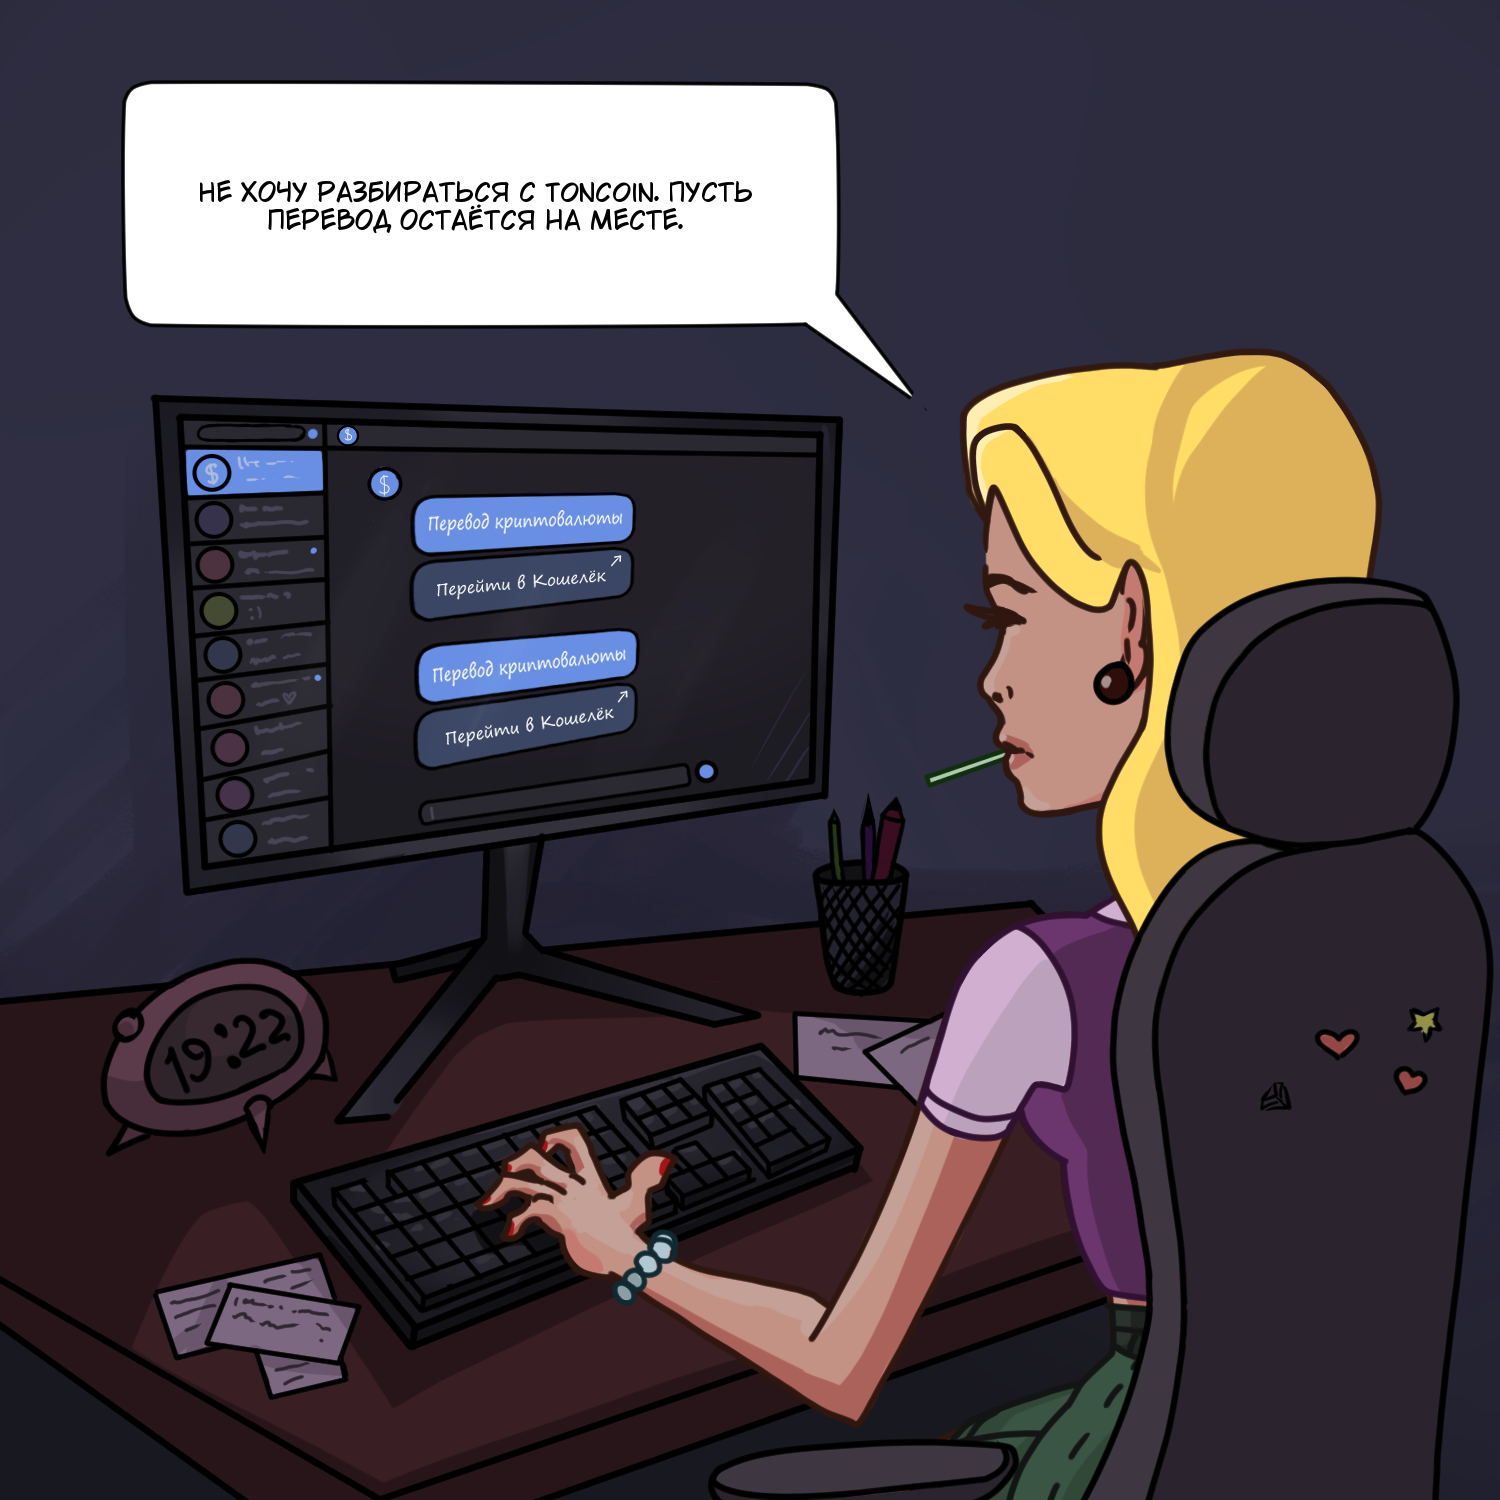 НЕ ХОЧУ РАЗБИРАТЬСЯ С TONCOIN. ПУСТЬ
ПЕРЕВОД ОСТАЁТСЯ НА МЕСТЕ.
$
$
$
Перевод криптовалюты
Перейти в Кошелёк ↗
:)
Перевод криптовалюты
Перейти в Кошелёк ↗
19:22